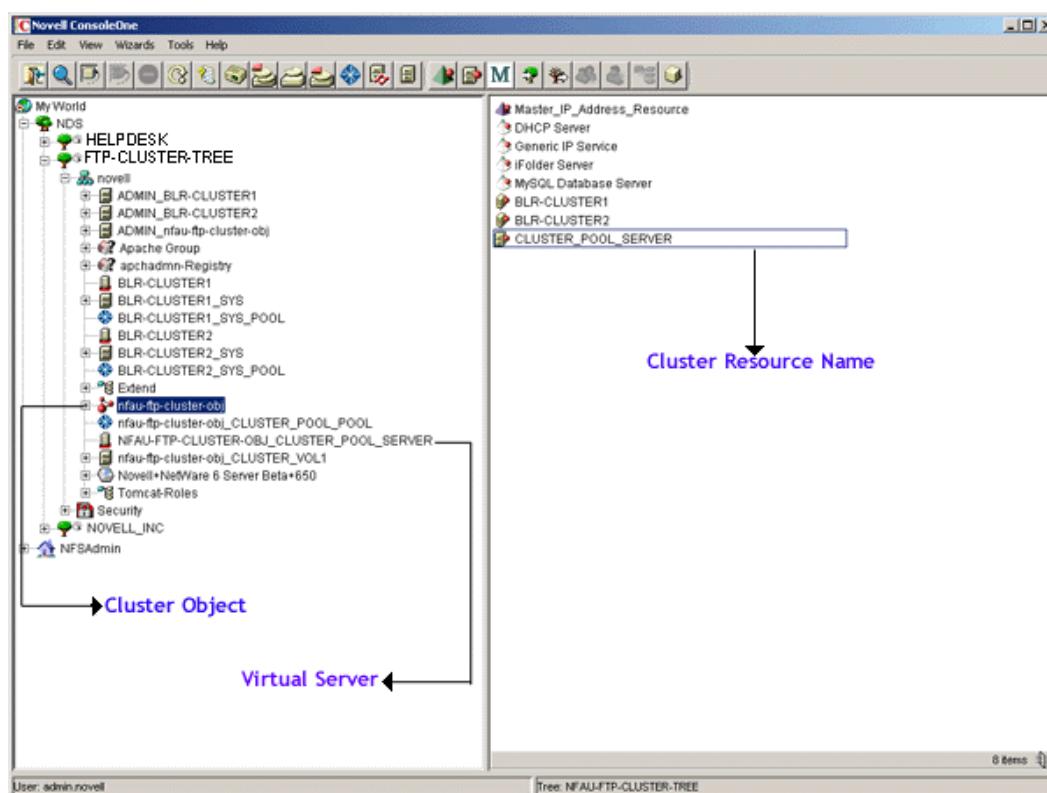 Novell ConsoleOne
File Edit View Wizards Tools Help
My World
NDS
HELPDESK
FTP-CLUSTER-TREE
novell
ADMIN_BLR-CLUSTER1
ADMIN_BLR-CLUSTER2
ADMIN_nfau-ftp-cluster-obj
Apache Group
apchadmn-Registry
BLR-CLUSTER1
BLR-CLUSTER1_SYS
BLR-CLUSTER1_SYS_POOL
BLR-CLUSTER2
BLR-CLUSTER2_SYS
BLR-CLUSTER2_SYS_POOL
Extend
nfau-ftp-cluster-obj
nfau-ftp-cluster-obj_CLUSTER_POOL_POOL
NFAU-FTP-CLUSTER-OBJ_CLUSTER_POOL_SERVER
nfau-ftp-cluster-obj_CLUSTER_VOL1
Novell+NetWare 6 Server Beta+650
Tomcat-Roles
Security
NOVELL_INC
NFSAdmin
Cluster Object
Virtual Server
Master_IP_Address_Resource
DHCP Server
Generic IP Service
iFolder Server
MySQL Database Server
BLR-CLUSTER1
BLR-CLUSTER2
CLUSTER_POOL_SERVER
Cluster Resource Name
8 items
User: admin.novell
Tree: NFAU-FTP-CLUSTER-TREE